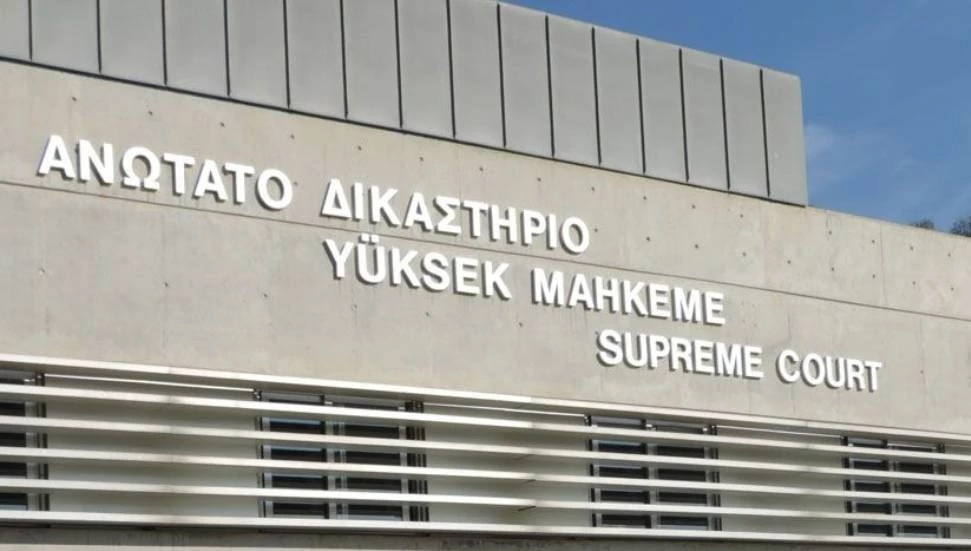 ΑΝΩΤΑΤΟ ΔΙΚΑΣΤΗΡΙΟ
YÜKSEK MAHKEME
SUPREME COURT